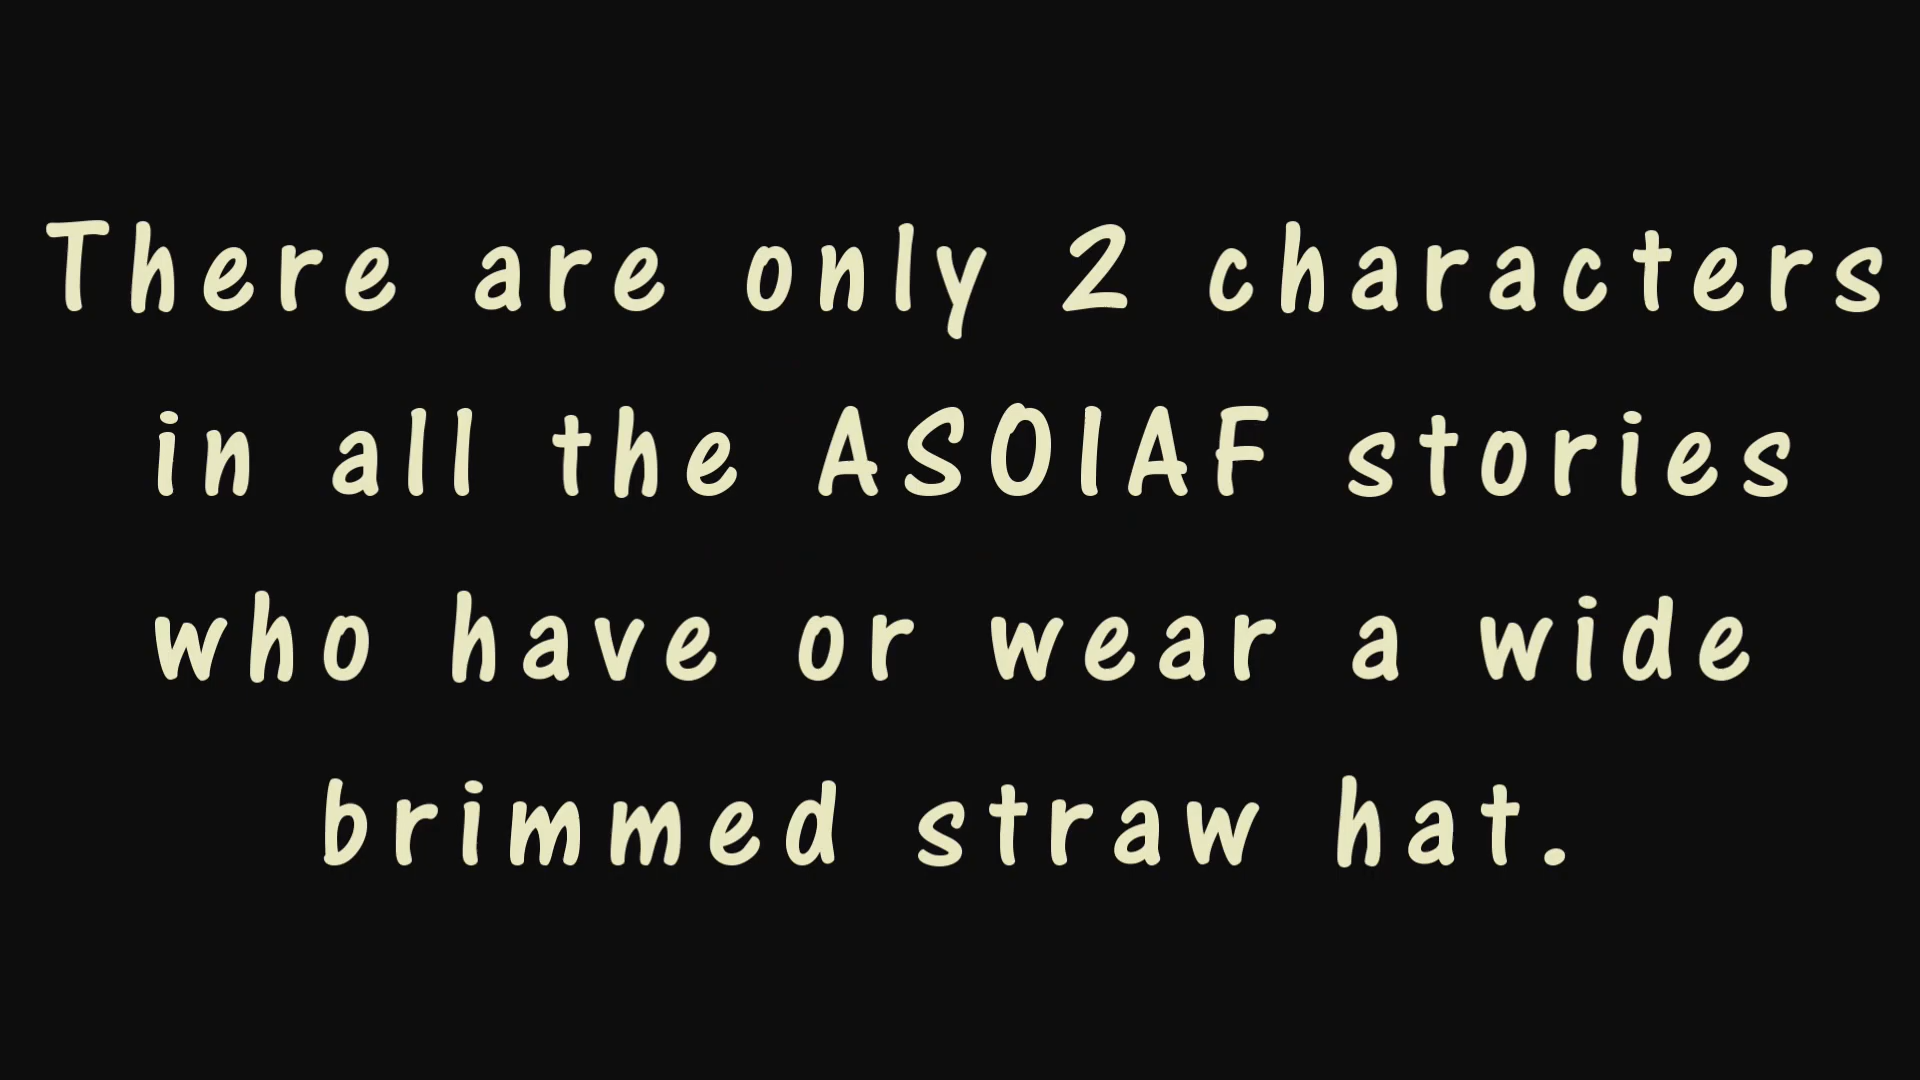 There are only 2 characters
in all the ASOIAF stories
who have or wear a wide
brimmed straw hat.